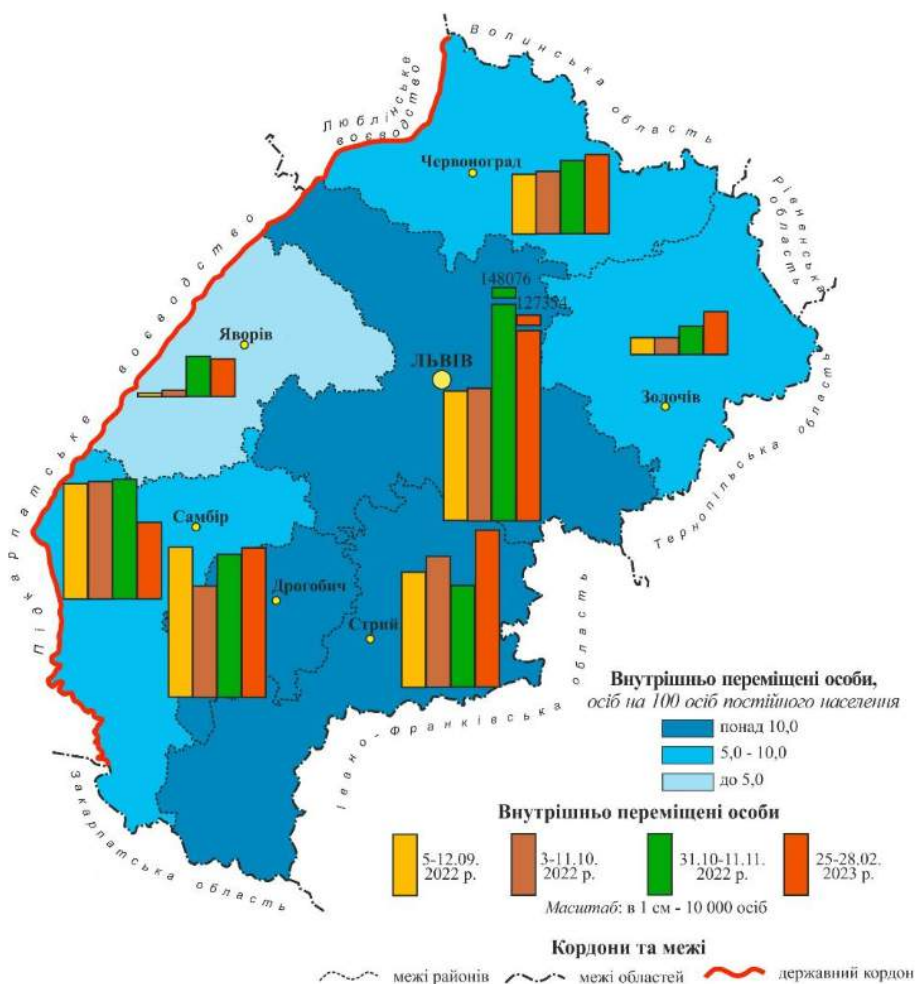 Волинська область
Люблінське
воєводство
Рівненська
область
Червоноград
Підкарпатське воєводство
148076
127354
Яворів
ЛЬВІВ
Золочів
Тернопільська область
Самбір
Дрогобич
Стрий
Івано-Франківська область
Закарпатська область
Внутрішньо переміщені особи,
осіб на 100 осіб постійного населення
понад 10,0
5,0 - 10,0
до 5,0
Внутрішньо переміщені особи
5-12.09.
2022 р.
3-11.10.
2022 р.
31.10-11.11.
2022 р.
25-28.02.
2023 р.
Масштаб: в 1 см - 10 000 осіб
Кордони та межі
межі районів
межі областей
державний кордон